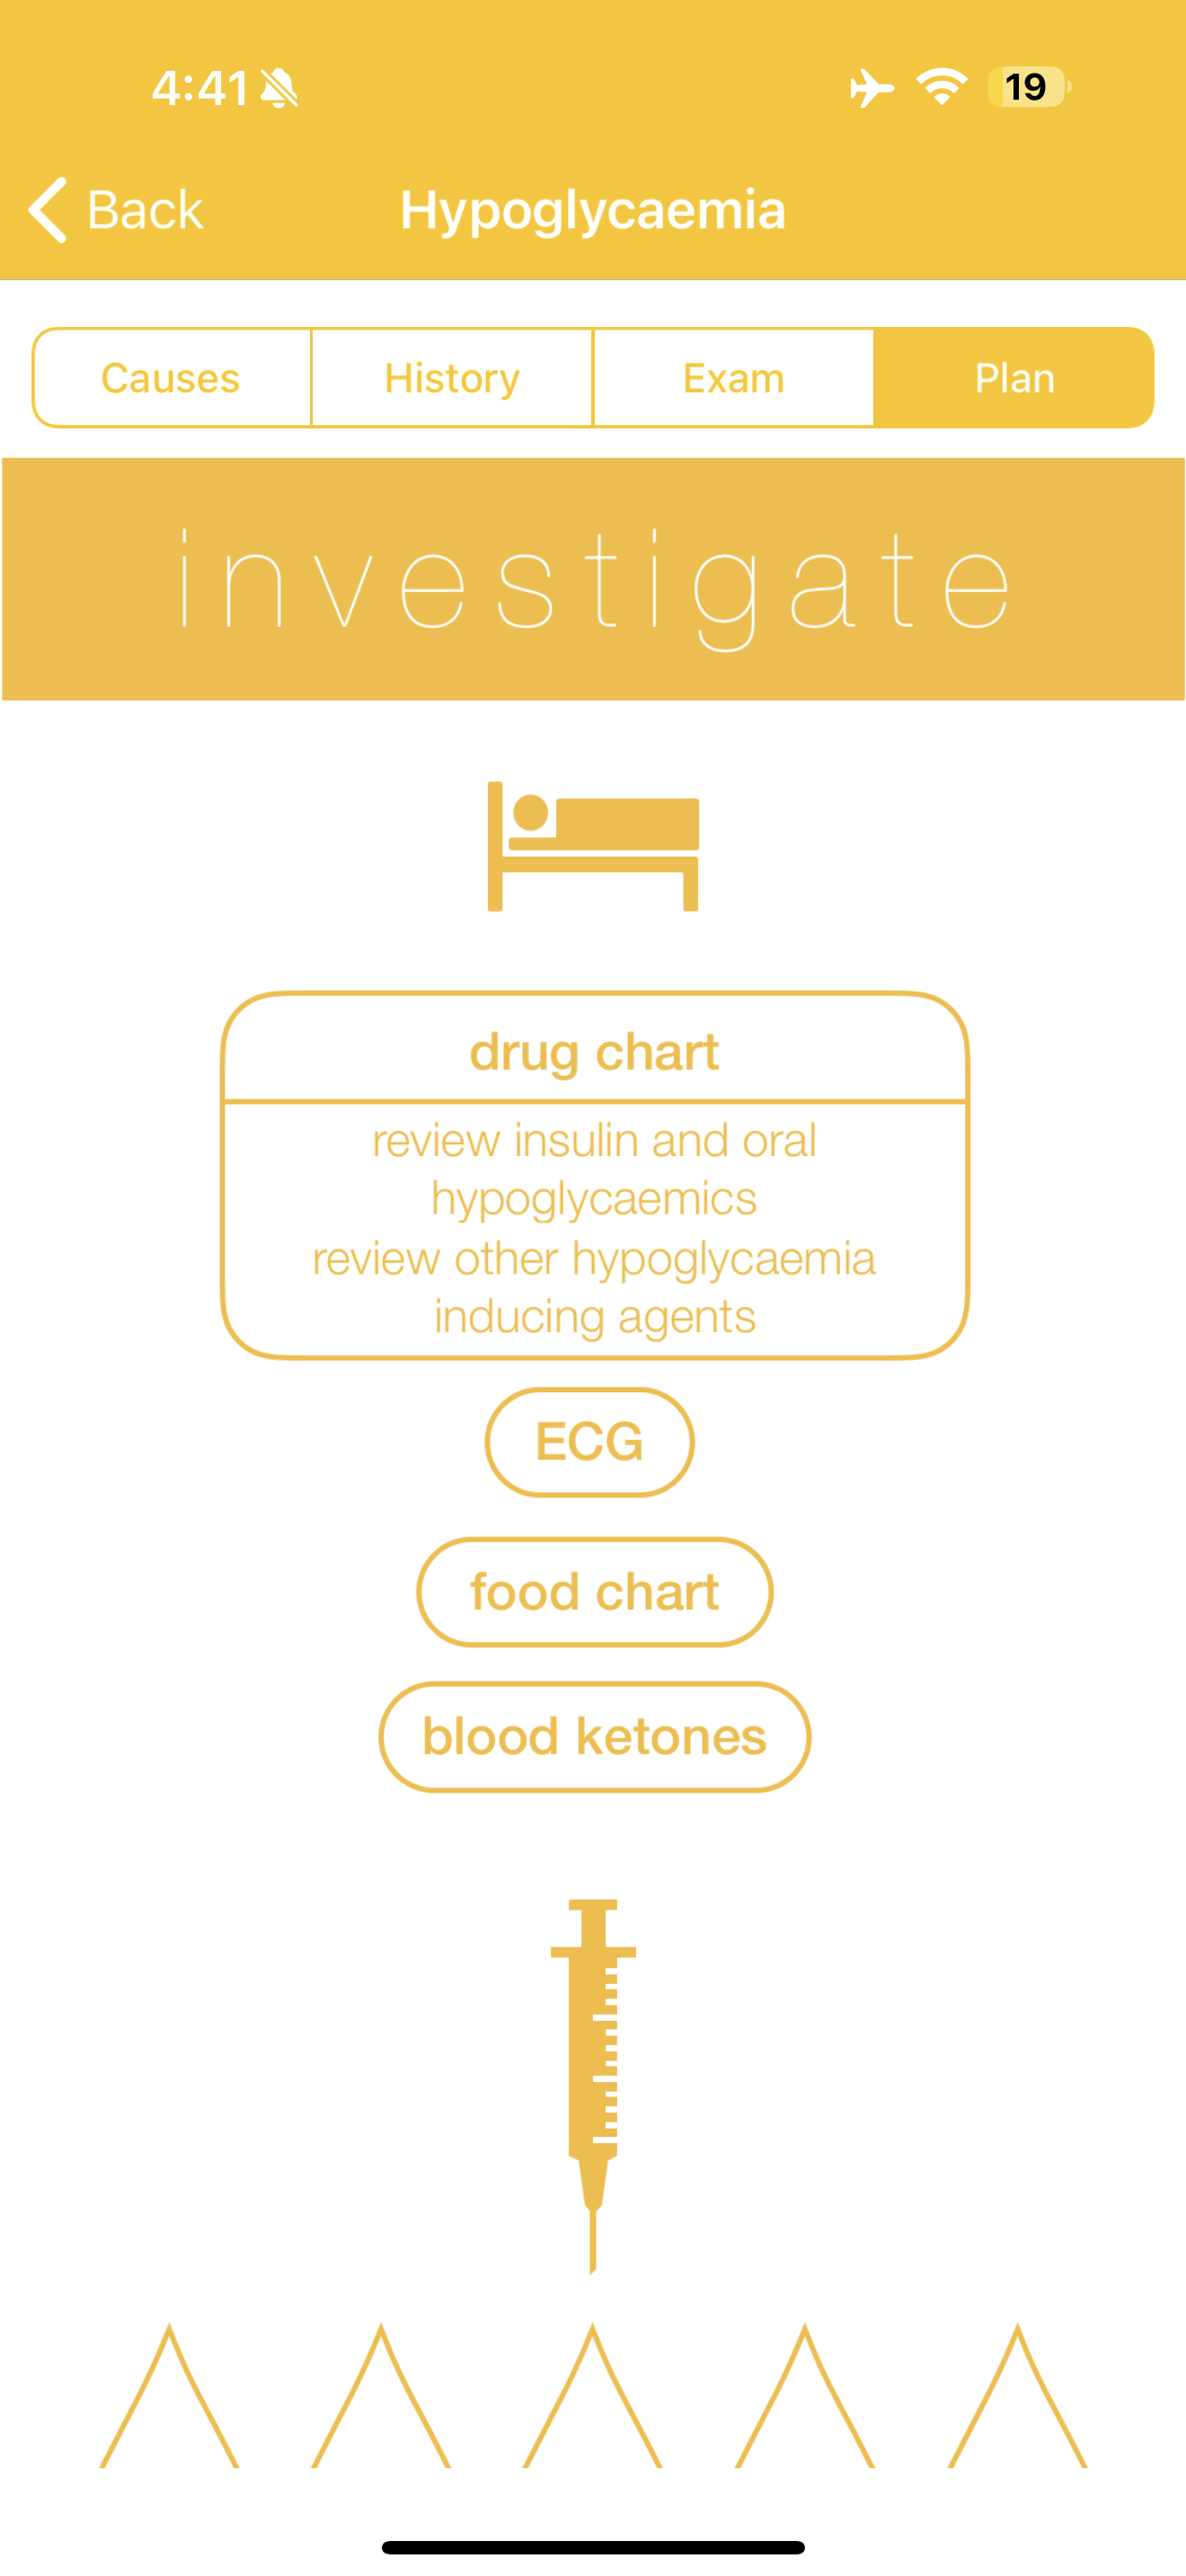 4:41
19
Back
Hypoglycaemia
Causes
History
Exam
Plan
investigate
drug chart
review insulin and oral
hypoglycaemics
review other hypoglycaemia
inducing agents
ECG
food chart
blood ketones